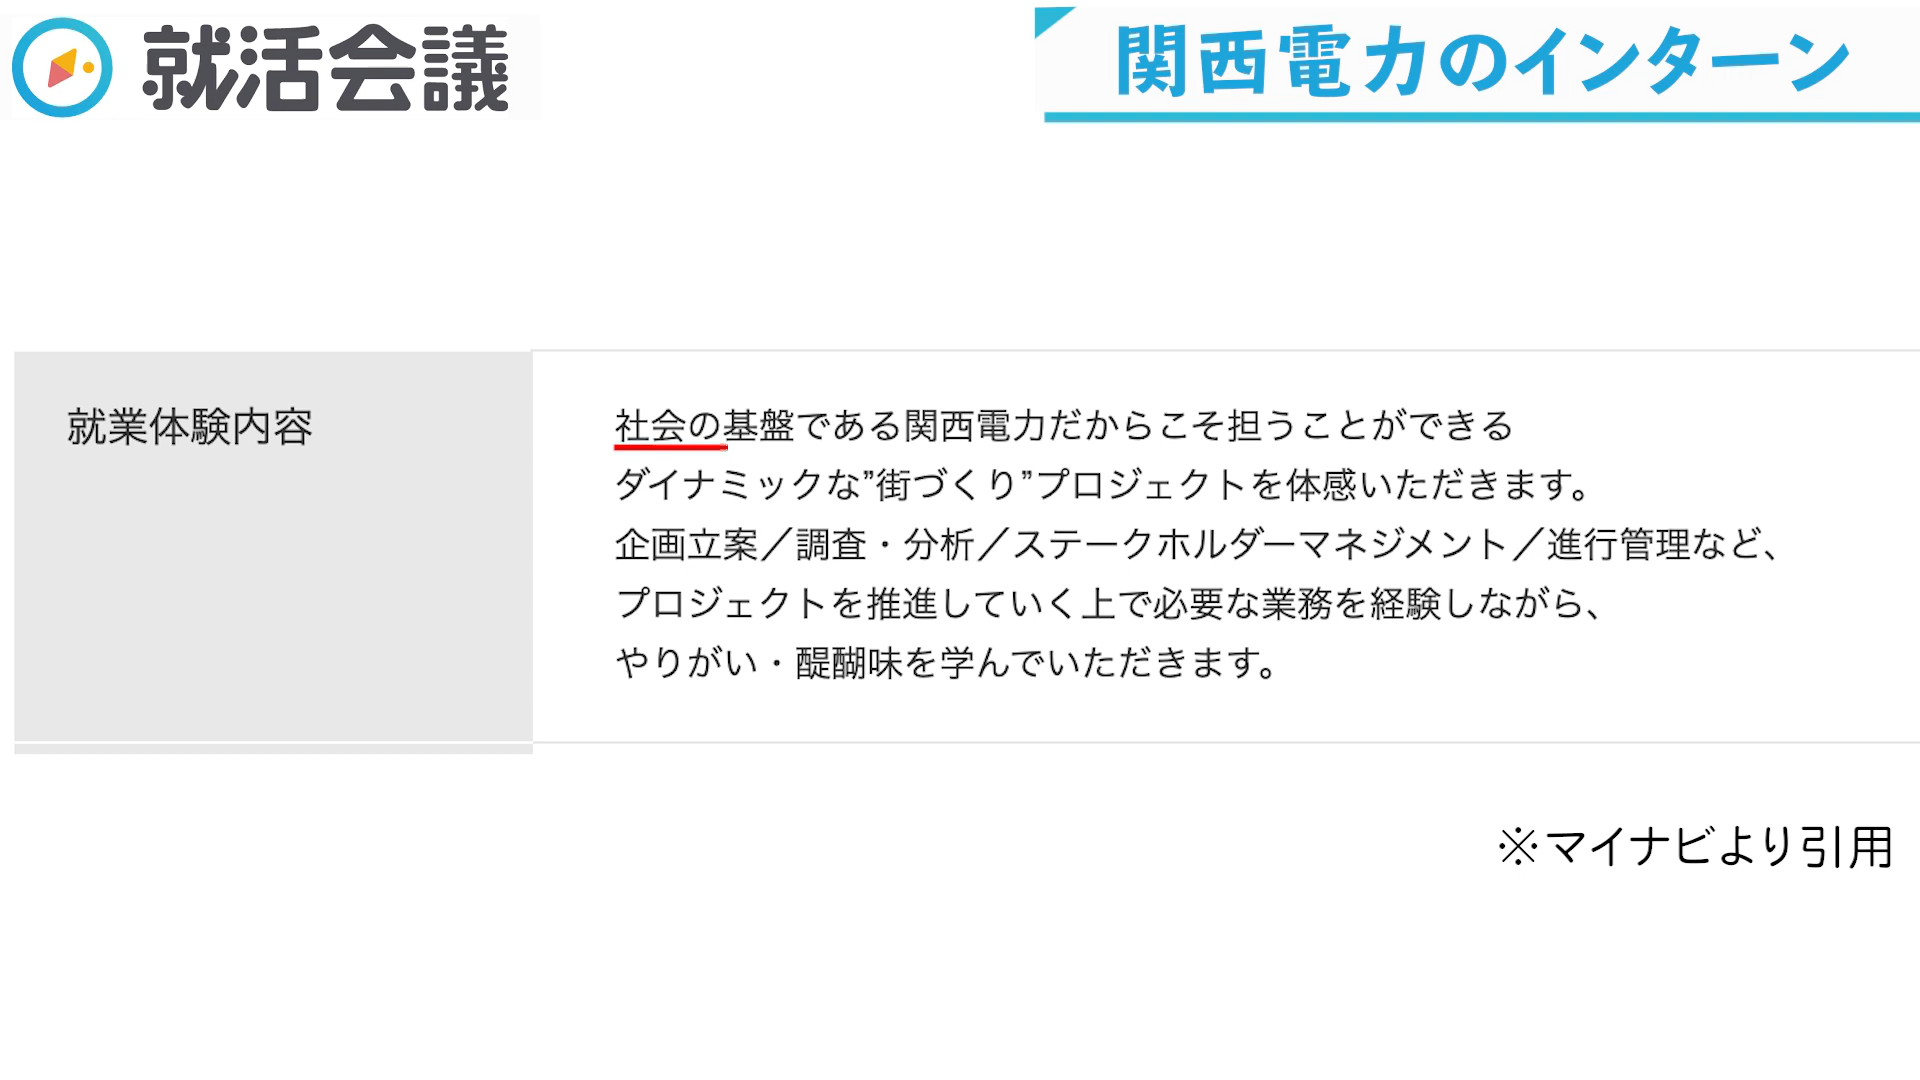 就活会議
関西電力のインターン
就業体験内容
社会の基盤である関西電力だからこそ担うことができる
ダイナミックな”街づくり”プロジェクトを体感いただきます。
企画立案／調査・分析／ステークホルダーマネジメント／進行管理など、
プロジェクトを推進していく上で必要な業務を経験しながら、
やりがい・醍醐味を学んでいただきます。
※マイナビより引用